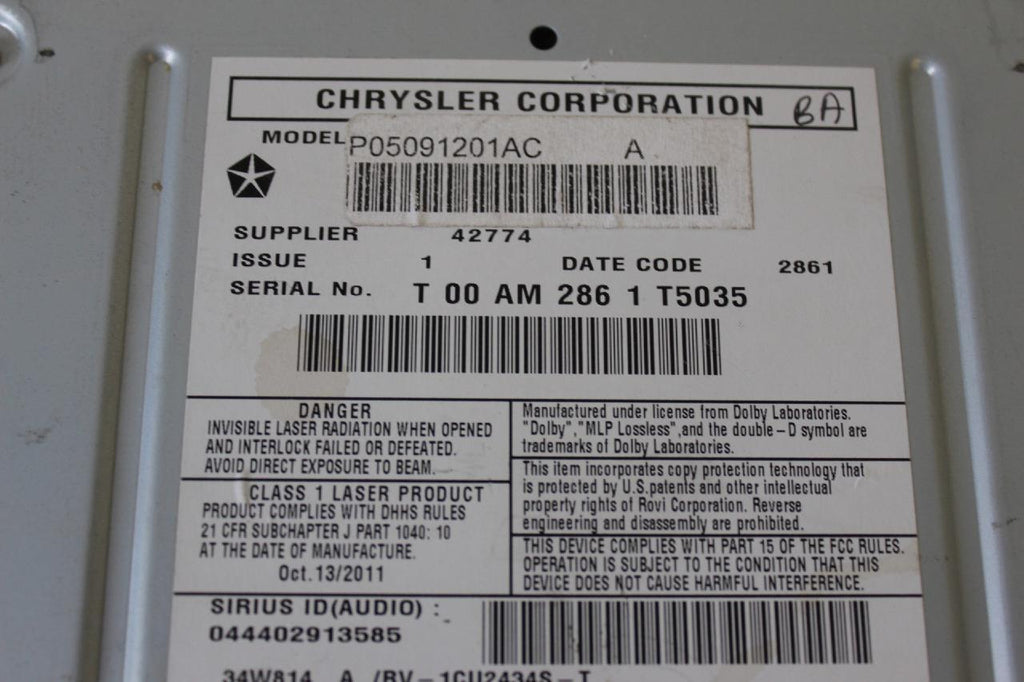 CHRYSLER CORPORATION BA
MODEL P05091201AC A
SUPPLIER 42774
ISSUE 1 DATE CODE 2861
SERIAL No. T 00 AM 286 1 T5035
DANGER
INVISIBLE LASER RADIATION WHEN OPENED
AND INTERLOCK FAILED OR DEFEATED.
AVOID DIRECT EXPOSURE TO BEAM.
CLASS 1 LASER PRODUCT
PRODUCT COMPLIES WITH DHHS RULES
21 CFR SUBCHAPTER J PART 1040: 10
AT THE DATE OF MANUFACTURE.
Oct.13/2011
Manufactured under license from Dolby Laboratories.
"Dolby","MLP Lossless",and the double-D symbol are
trademarks of Dolby Laboratories.
This item incorporates copy protection technology that
is protected by U.S.patents and other intellectual
property rights of Rovi Corporation. Reverse
engineering and disassembly are prohibited.
THIS DEVICE COMPLIES WITH PART 15 OF THE FCC RULES.
OPERATION IS SUBJECT TO THE CONDITION THAT THIS
DEVICE DOES NOT CAUSE HARMFUL INTERFERENCE.
SIRIUS ID(AUDIO) :
044402913585
34W814 A /RV-1CU2434S-T